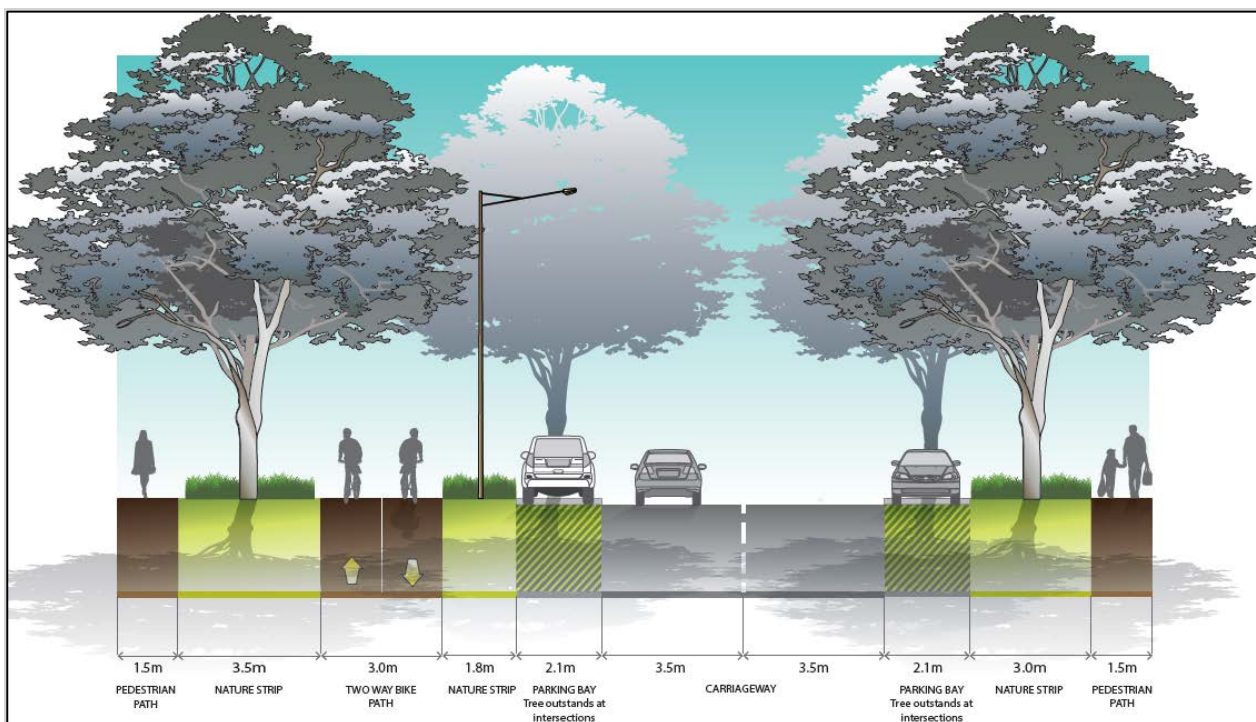 1.5m 3.5m 3.0m 1.8m 2.1m 3.5m 3.5m 2.1m 3.0m 1.5m
PEDESTRIAN
PATH
NATURE STRIP
TWO WAY BIKE
PATH
NATURE STRIP
PARKING BAY
Tree outstands at
intersections
CARRIAGEWAY
PARKING BAY
Tree outstands at
intersections
NATURE STRIP
PEDESTRIAN
PATH